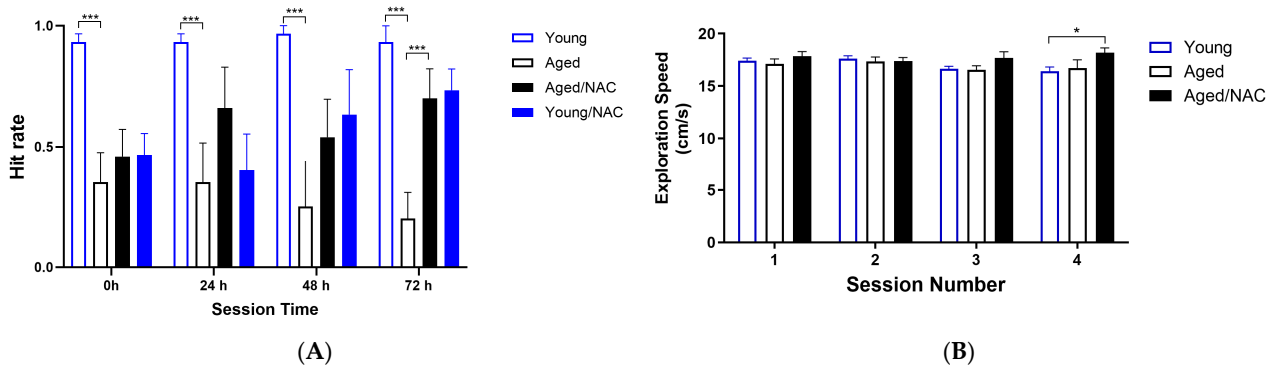 ***
***
***
***
***
1.0
0.5
0.0
Hit rate
0h
24 h
48 h
72 h
Session Time
Young
Aged
Aged/NAC
Young/NAC
(A)
*
20
15
10
5
0
Exploration Speed
(cm/s)
1
2
3
4
Session Number
Young
Aged
Aged/NAC
(B)